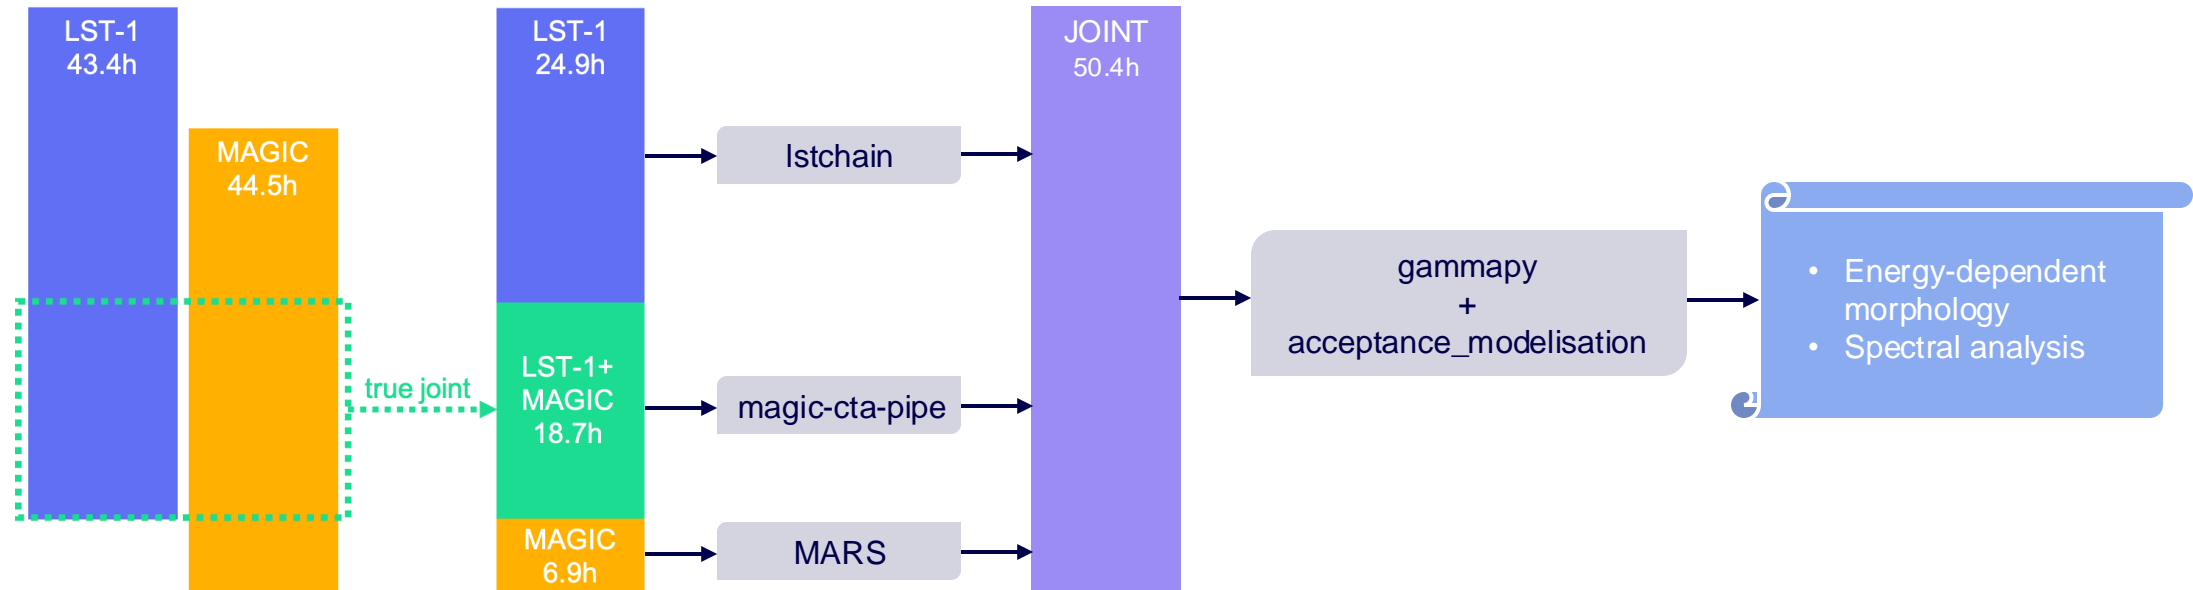 LST-1
43.4h
MAGIC
44.5h
true joint
LST-1
24.9h
LST-1+
MAGIC
18.7h
MAGIC
6.9h
lstchain
magic-cta-pipe
MARS
JOINT
50.4h
gammapy
+
acceptance_modelisation
• Energy-dependent
morphology
• Spectral analysis